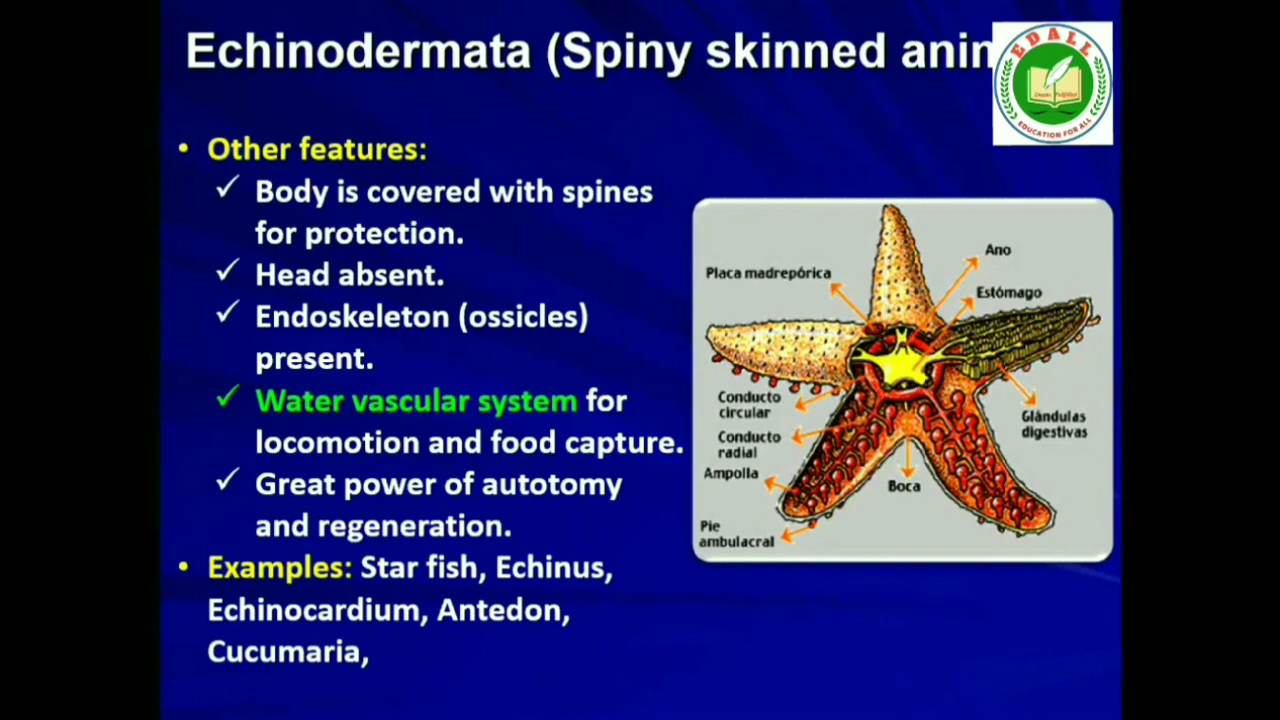 Echinodermata (Spiny skinned anim
EDALL
EDUCATION FOR ALL
• Other features:
✓ Body is covered with spines
for protection.
✓ Head absent.
✓ Endoskeleton (ossicles)
present.
✓ Water vascular system for
locomotion and food capture.
✓ Great power of autotomy
and regeneration.
• Examples: Star fish, Echinus,
Echinocardium, Antedon,
Cucumaria,
Ano
Placa madrepórica
Estómago
Conducto
circular
Glándulas
digestivas
Conducto
radial
Ampolla
Boca
Pie
ambulacral